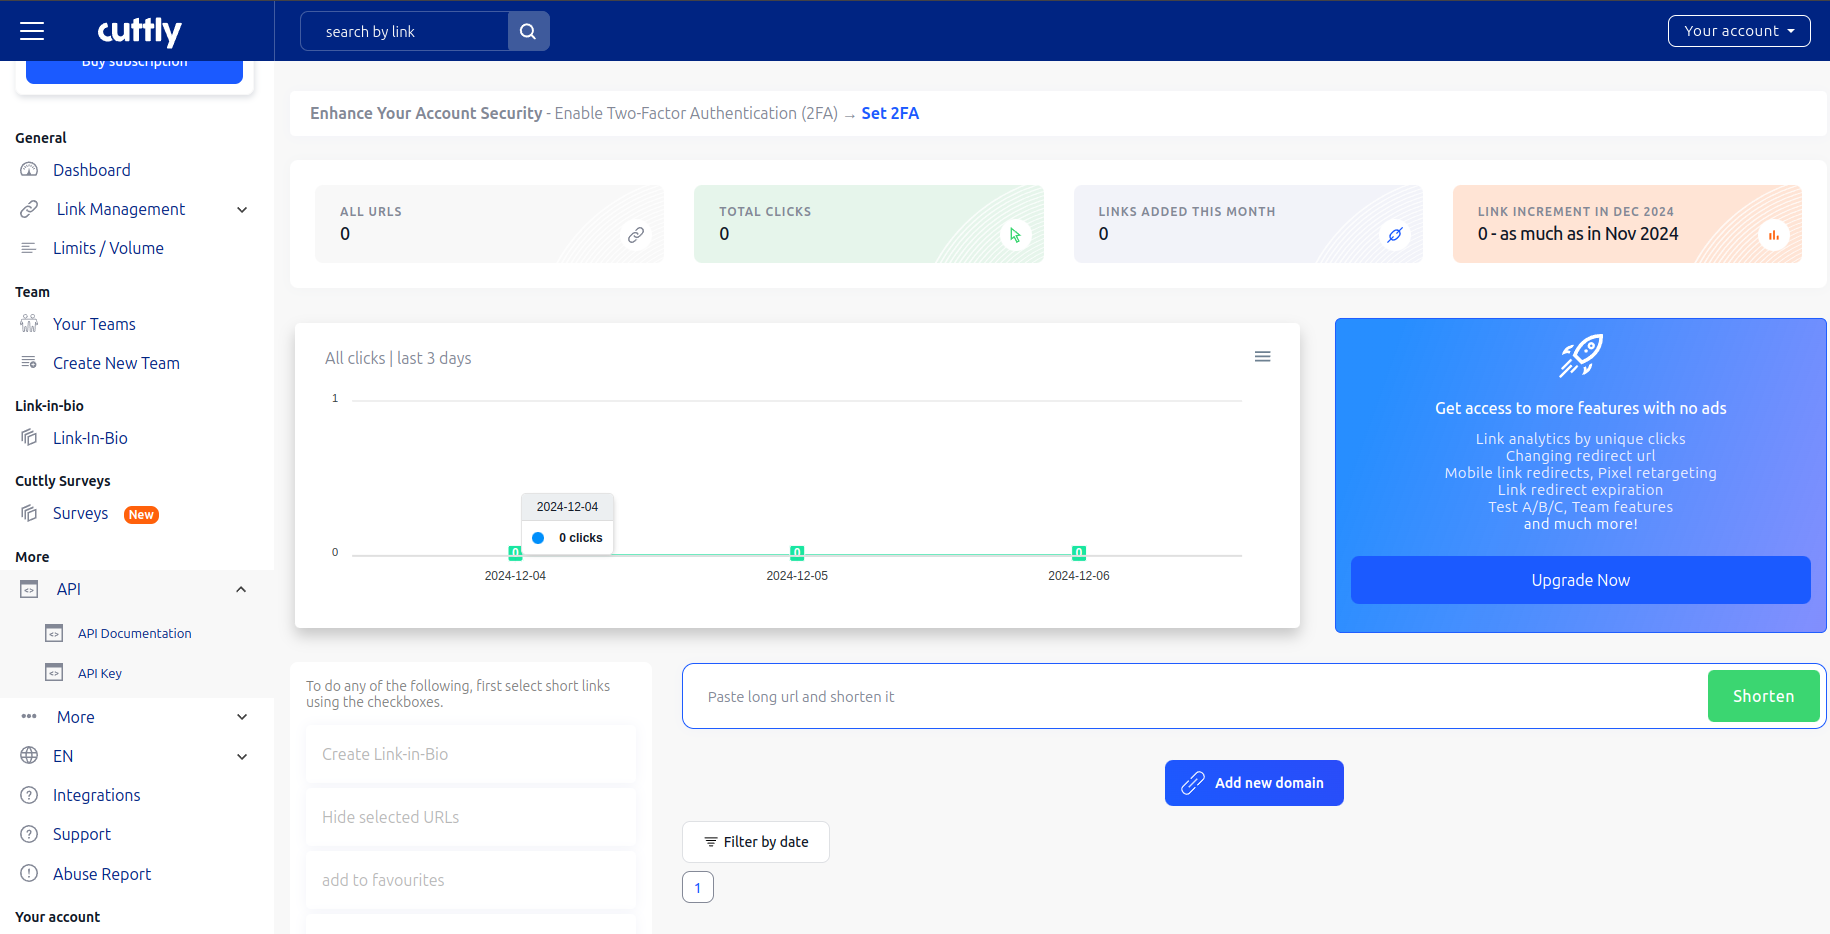 cuttly
search by link
Your account
Buy subscription
General
Dashboard
Link Management
Limits / Volume
Team
Your Teams
Create New Team
Link-in-bio
Link-In-Bio
Cuttly Surveys
Surveys New
More
API
API Documentation
API Key
More
EN
Integrations
Support
Abuse Report
Your account
Enhance Your Account Security - Enable Two-Factor Authentication (2FA) → Set 2FA
ALL URLS
0
TOTAL CLICKS
0
LINKS ADDED THIS MONTH
0
LINK INCREMENT IN DEC 2024
0 - as much as in Nov 2024
All clicks | last 3 days
1
2024-12-04
0 clicks
0
0
0
0
2024-12-04
2024-12-05
2024-12-06
Get access to more features with no ads
Link analytics by unique clicks
Changing redirect url
Mobile link redirects, Pixel retargeting
Link redirect expiration
Test A/B/C, Team features
and much more!
Upgrade Now
To do any of the following, first select short links
using the checkboxes.
Create Link-in-Bio
Hide selected URLs
add to favourites
Paste long url and shorten it
Shorten
Add new domain
Filter by date
1